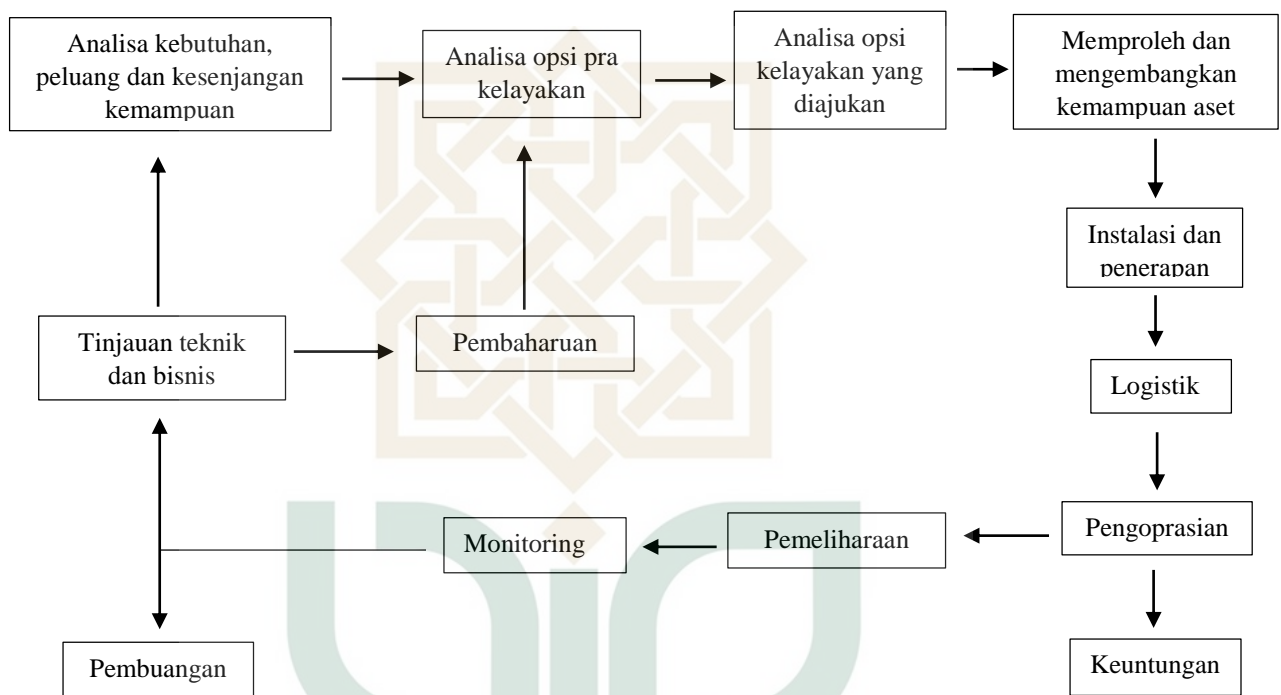 Analisa kebutuhan,
peluang dan kesenjangan
kemampuan
Analisa opsi pra
kelayakan
Analisa opsi
kelayakan yang
diajukan
Memproleh dan
mengembangkan
kemampuan aset
Instalasi dan
penerapan
Tinjauan teknik
dan bisnis
Pembaharuan
Logistik
Monitoring
Pemeliharaan
Pengoprasian
Pembuangan
Keuntungan